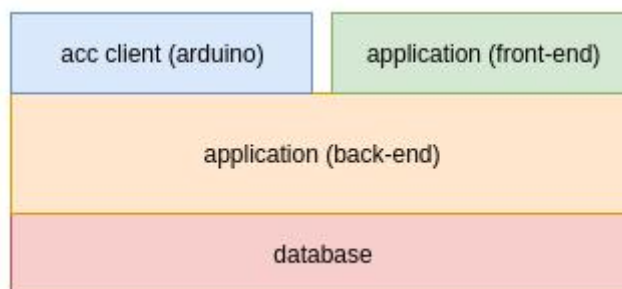 acc client (arduino)
application (front-end)
application (back-end)
database